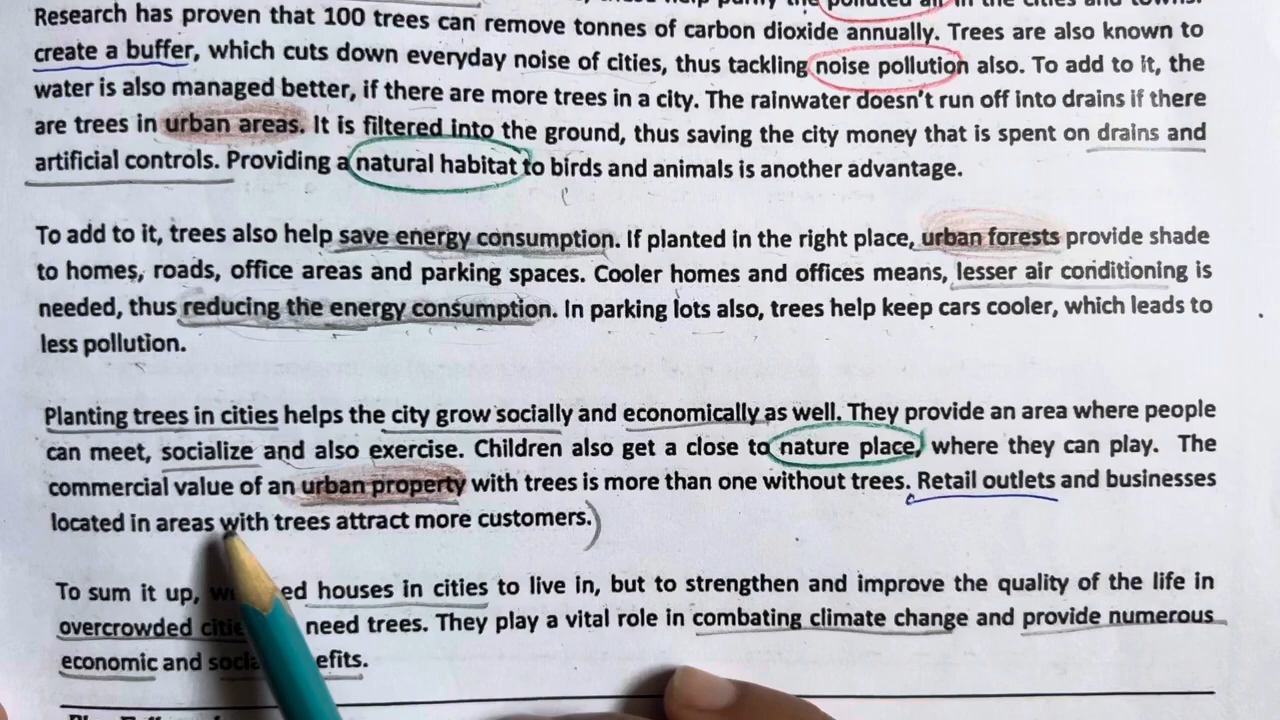 polluted air in the cities and towns.
Research has proven that 100 trees can remove tonnes of carbon dioxide annually. Trees are also known to
create a buffer, which cuts down everyday noise of cities, thus tackling noise pollution also. To add to it, the
water is also managed better, if there are more trees in a city. The rainwater doesn't run off into drains if there
are trees in urban areas. It is filtered into the ground, thus saving the city money that is spent on drains and
artificial controls. Providing a natural habitat to birds and animals is another advantage.
To add to it, trees also help save energy consumption. If planted in the right place, urban forests provide shade
to homes, roads, office areas and parking spaces. Cooler homes and offices means, lesser air conditioning is
needed, thus reducing the energy consumption. In parking lots also, trees help keep cars cooler, which leads to
less pollution.
Planting trees in cities helps the city grow socially and economically as well. They provide an area where people
can meet, socialize and also exercise. Children also get a close to nature place, where they can play. The
commercial value of an urban property with trees is more than one without trees. Retail outlets and businesses
located in areas with trees attract more customers.)
To sum it up, ed houses in cities to live in, but to strengthen and improve the quality of the life in
overcrowded citie need trees. They play a vital role in combating climate change and provide numerous
economic and socia efits.